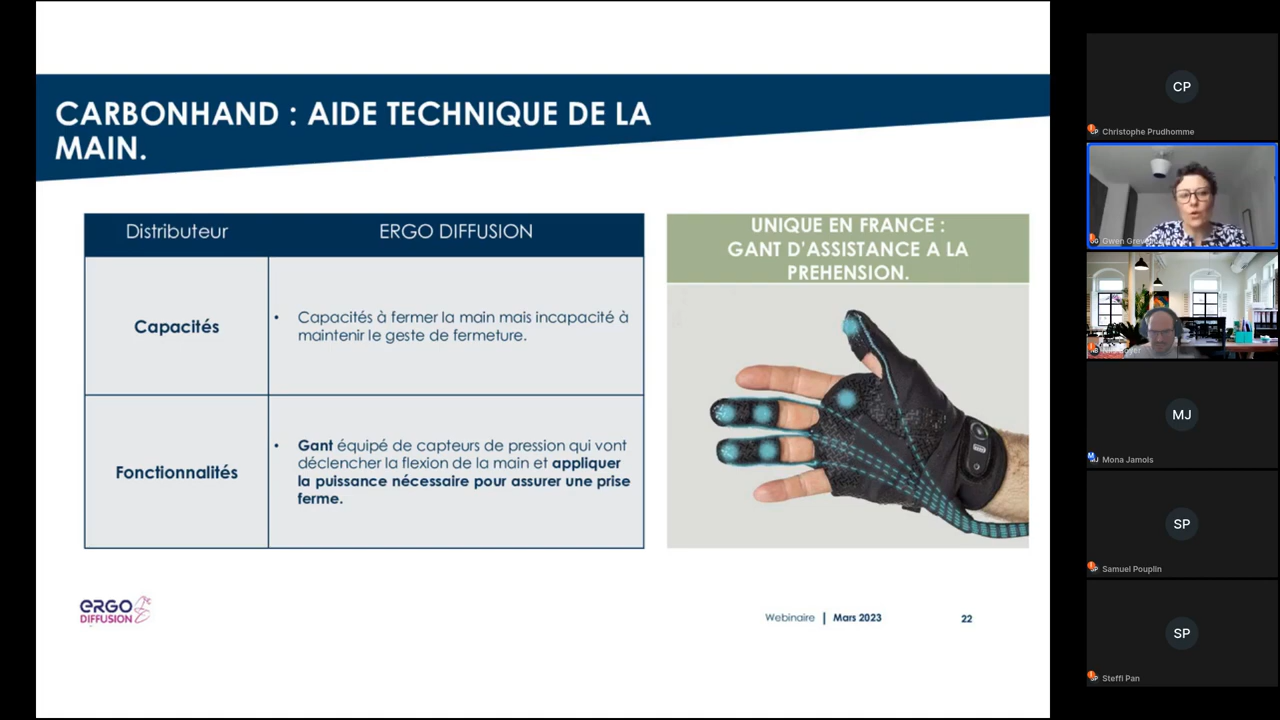 CARBONHAND : AIDE TECHNIQUE DE LA
MAIN.
Distributeur
ERGO DIFFUSION
Capacités
• Capacités à fermer la main mais incapacité à
maintenir le geste de fermeture.
Fonctionnalités
• Gant équipé de capteurs de pression qui vont
déclencher la flexion de la main et appliquer
la puissance nécessaire pour assurer une prise
ferme.
UNIQUE EN FRANCE :
GANT D'ASSISTANCE A LA
PREHENSION.
ERGO
DIFFUSION
Webinaire | Mars 2023
22
CP
Christophe Prudhomme
Gwen
MJ
Mona Jamois
SP
Samuel Pouplin
SP
Steffi Pan